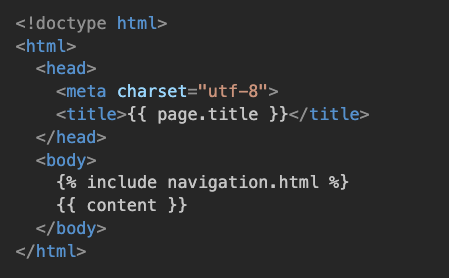 <!doctype html>
<html>
  <head>
    <meta charset="utf-8">
    <title>{{ page.title }}</title>
  </head>
  <body>
    {% include navigation.html %}
    {{ content }}
  </body>
</html>